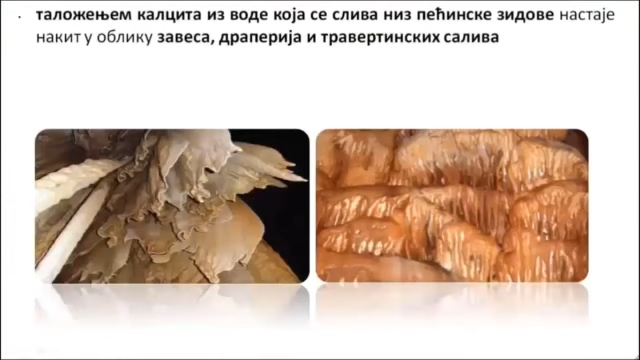 таложењем калцита из воде која се слива низ пећинске зидове настаје
накит у облику завеса, драперија и травертинских салива